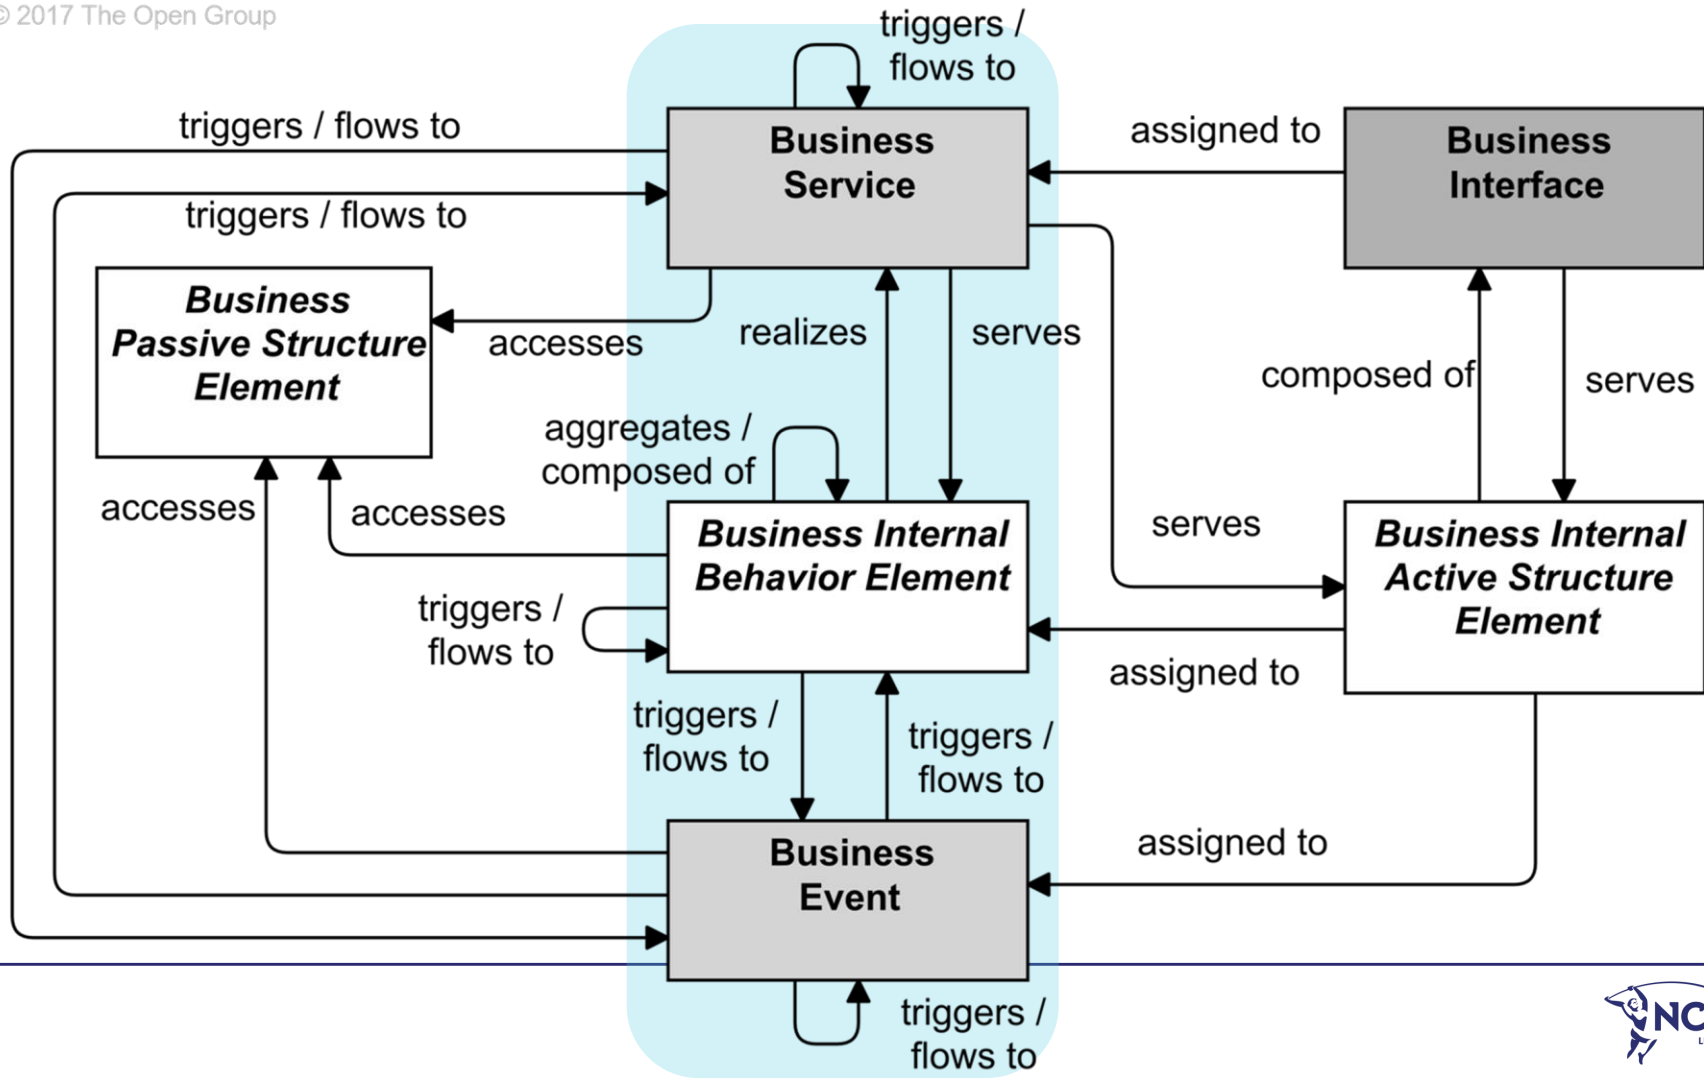 © 2017 The Open Group
triggers /
flows to
triggers / flows to
Business
Service
assigned to
Business
Interface
triggers / flows to
Business
Passive Structure
Element
accesses
realizes
serves
composed of
serves
aggregates /
composed of
accesses
accesses
Business Internal
Behavior Element
serves
Business Internal
Active Structure
Element
triggers /
flows to
assigned to
triggers /
flows to
triggers /
flows to
Business
Event
assigned to
triggers /
flows to
NC